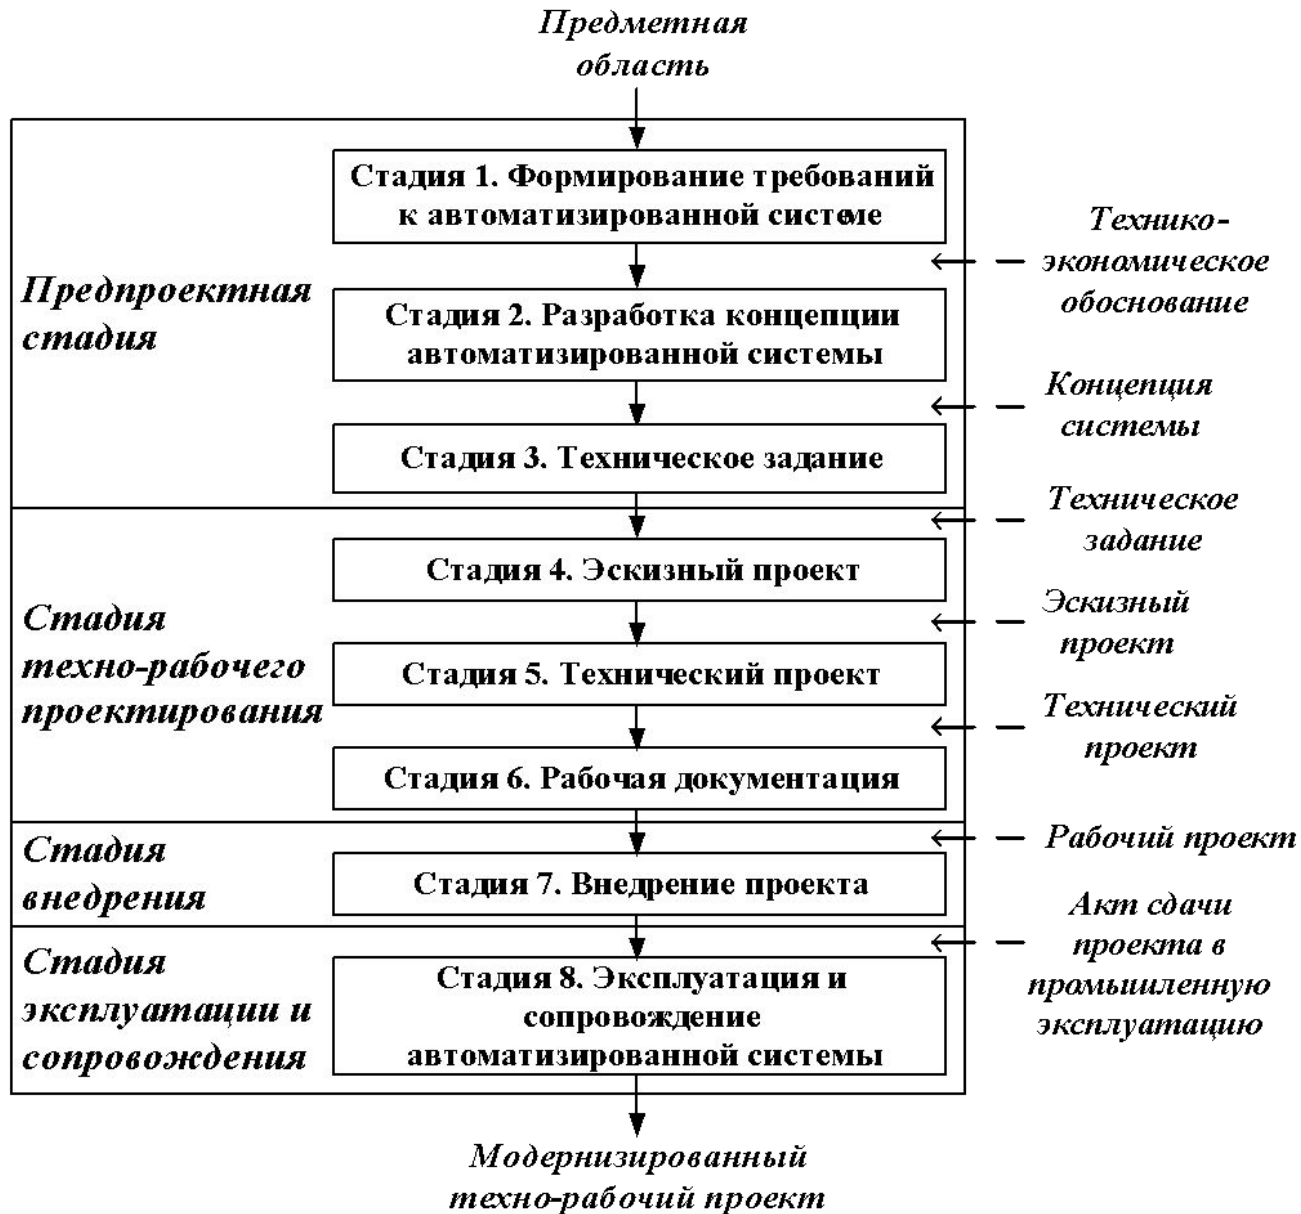 Предметная
область
Стадия 1. Формирование требований
к автоматизированной системе
Технико-
экономическое
обоснование
Предпроектная
стадия
Стадия 2. Разработка концепции
автоматизированной системы
Концепция
системы
Стадия 3. Техническое задание
Техническое
задание
Стадия 4. Эскизный проект
Эскизный
проект
Стадия
техно-рабочего
проектирования
Стадия 5. Технический проект
Технический
проект
Стадия 6. Рабочая документация
Рабочий проект
Стадия
внедрения
Стадия 7. Внедрение проекта
Акт сдачи
проекта в
промышленную
эксплуатацию
Стадия
эксплуатации и
сопровождения
Стадия 8. Эксплуатация и
сопровождение
автоматизированной системы
Модернизированный
техно-рабочий проект